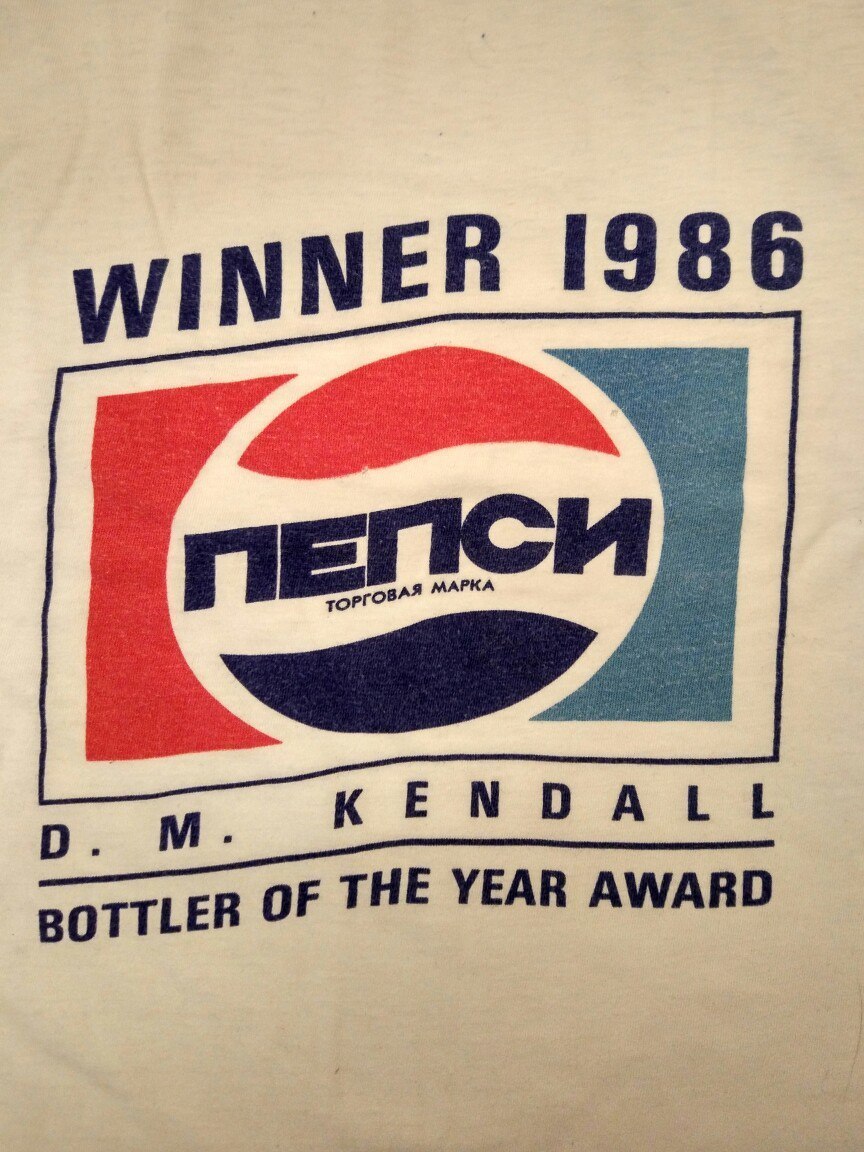 WINNER 1986
ПЕПСИ
ТОРГОВАЯ МАРКА
D. M. KENDALL
BOTTLER OF THE YEAR AWARD